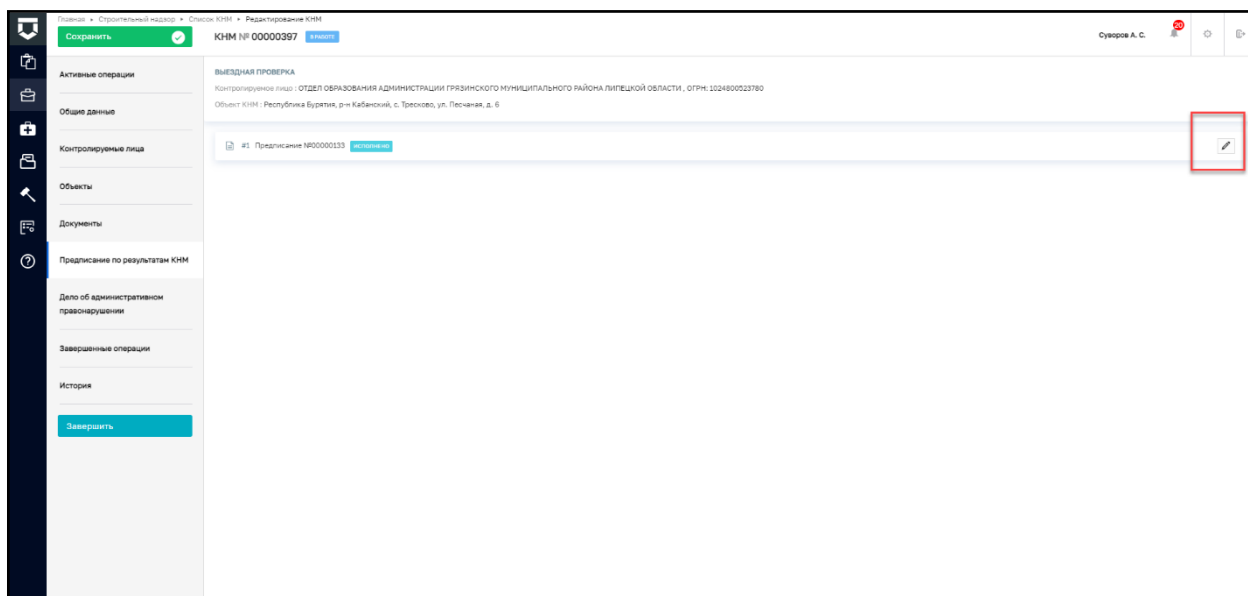 Главная • Строительный надзор • Список КНМ • Редактирование КНМ
Сохранить
КНМ № 00000397 В РАБОТЕ
Суворов А. С.
20
Активные операции
Общие данные
Контролируемые лица
Объекты
Документы
Предписание по результатам КНМ
Дело об административном
правонарушении
Завершенные операции
История
Завершить
ВЫЕЗДНАЯ ПРОВЕРКА
Контролируемое лицо : ОТДЕЛ ОБРАЗОВАНИЯ АДМИНИСТРАЦИИ ГРЯЗИНСКОГО МУНИЦИПАЛЬНОГО РАЙОНА ЛИПЕЦКОЙ ОБЛАСТИ , ОГРН: 1024800523780
Объект КНМ : Республика Бурятия, р-н Кабанский, с. Тресково, ул. Песчаная, д. 6
#1 Предписание №00000133 ИСПОЛНЕНО